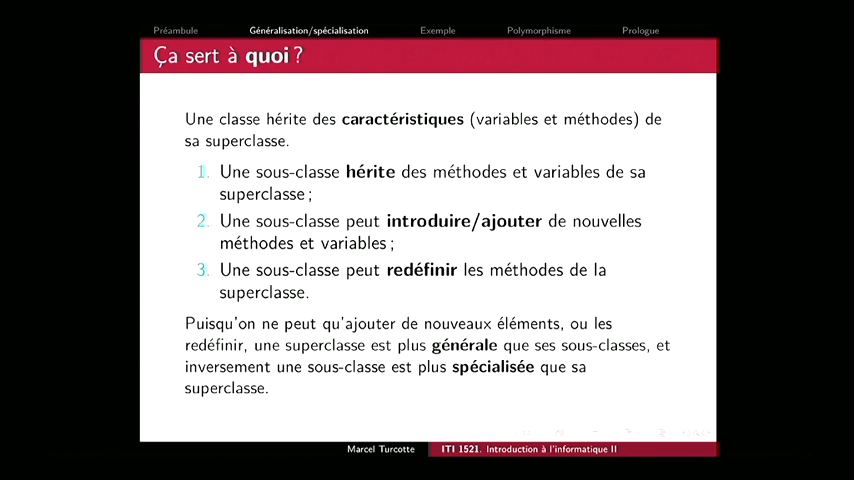 Préambule Généralisation/spécialisation Exemple Polymorphisme Prologue
Ça sert à quoi ?
Une classe hérite des caractéristiques (variables et méthodes) de
sa superclasse.
1. Une sous-classe hérite des méthodes et variables de sa
superclasse ;
2. Une sous-classe peut introduire/ajouter de nouvelles
méthodes et variables ;
3. Une sous-classe peut redéfinir les méthodes de la
superclasse.
Puisqu'on ne peut qu'ajouter de nouveaux éléments, ou les
redéfinir, une superclasse est plus générale que ses sous-classes, et
inversement une sous-classe est plus spécialisée que sa
superclasse.
Marcel Turcotte ITI 1521. Introduction à l'informatique II